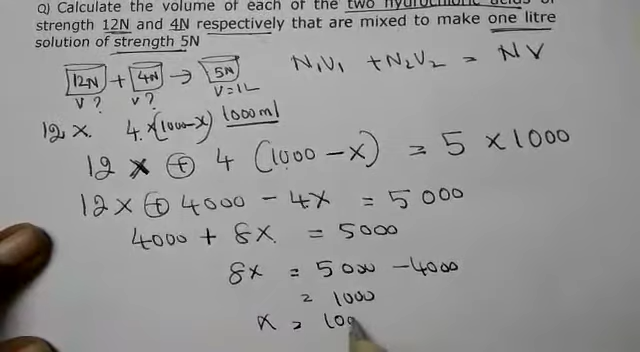 Q) Calculate the volume of each of the two hydrochloric acids of
strength 12N and 4N respectively that are mixed to make one litre
solution of strength 5N
12N + 4N → 5N
V? V? V=1L
N₁V₁ + N₂V₂ = NV
12 x. 4.x(1000-x) 1000ml
12 x + 4 (1000 - x) = 5 x 1000
12x + 4000 - 4x = 5000
4000 + 8x = 5000
8x = 5000 - 4000
= 1000
x = 100